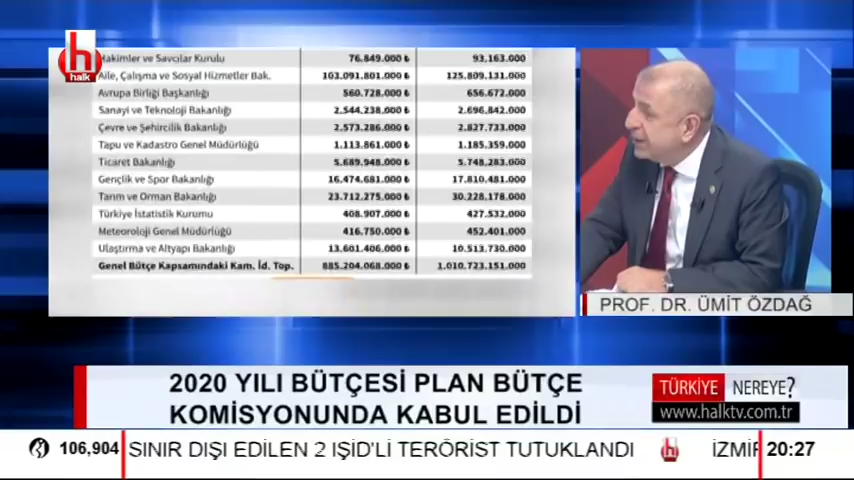 h
halk
Hakimler ve Savcılar Kurulu 76.849.000 ₺ 93,163.000
Aile, Çalışma ve Sosyal Hizmetler Bak. 103.091.801.000 ₺ 125.809.131.000
Avrupa Birliği Başkanlığı 560.728.000 ₺ 656.672.000
Sanayi ve Teknoloji Bakanlığı 2.544.238.000 ₺ 2.696.842.000
Çevre ve Şehircilik Bakanlığı 2.573.286.000 ₺ 2.827.733.000
Tapu ve Kadastro Genel Müdürlüğü 1.113.861.000 ₺ 1.185.359.000
Ticaret Bakanlığı 5.689.948.000 ₺ 5.748.283.000
Gençlik ve Spor Bakanlığı 16.474.681.000 ₺ 17.810.481.000
Tarım ve Orman Bakanlığı 23.712.275.000 ₺ 30.228.178.000
Türkiye İstatistik Kurumu 408.907.000 ₺ 427.532.000
Meteoroloji Genel Müdürlüğü 416.750.000 ₺ 452.401.000
Ulaştırma ve Altyapı Bakanlığı 13.601.406.000 ₺ 10.513.730.000
Genel Bütçe Kapsamındaki Kam. İd. Top. 885.204.068.000 ₺ 1.010.723.151.000
PROF. DR. ÜMİT ÖZDAĞ
2020 YILI BÜTÇESİ PLAN BÜTÇE
KOMİSYONUNDA KABUL EDİLDİ
TÜRKİYE NEREYE?
www.halktv.com.tr
106,904 SINIR DIŞI EDİLEN 2 IŞİD'Lİ TERÖRİST TUTUKLANDI h halk İZMİR 20:27